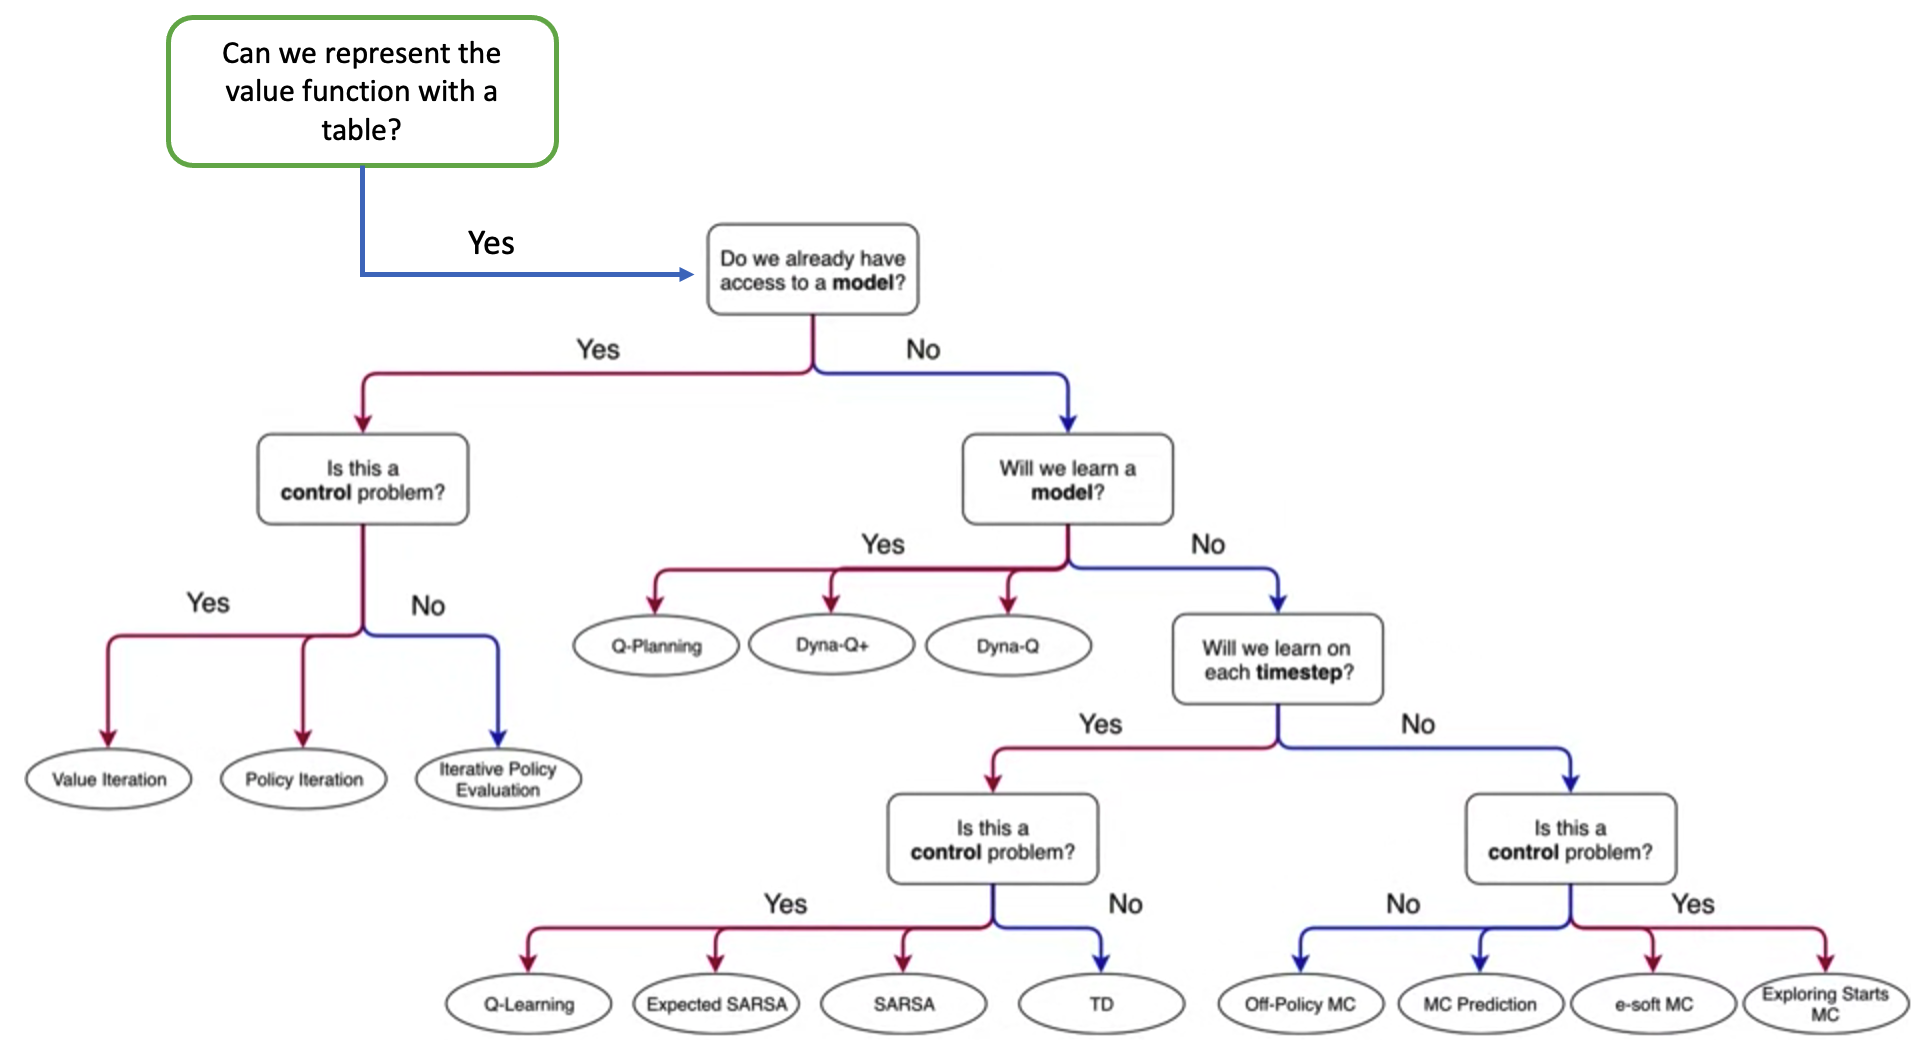 Can we represent the
value function with a
table?
Yes
Do we already have
access to a model?
Yes
No
Is this a
control problem?
Will we learn a
model?
Yes
No
Yes
No
Q-Planning
Dyna-Q+
Dyna-Q
Will we learn on
each timestep?
Yes
No
Value Iteration
Policy Iteration
Iterative Policy
Evaluation
Is this a
control problem?
Is this a
control problem?
Yes
No
No
Yes
Q-Learning
Expected SARSA
SARSA
TD
Off-Policy MC
MC Prediction
e-soft MC
Exploring Starts
MC